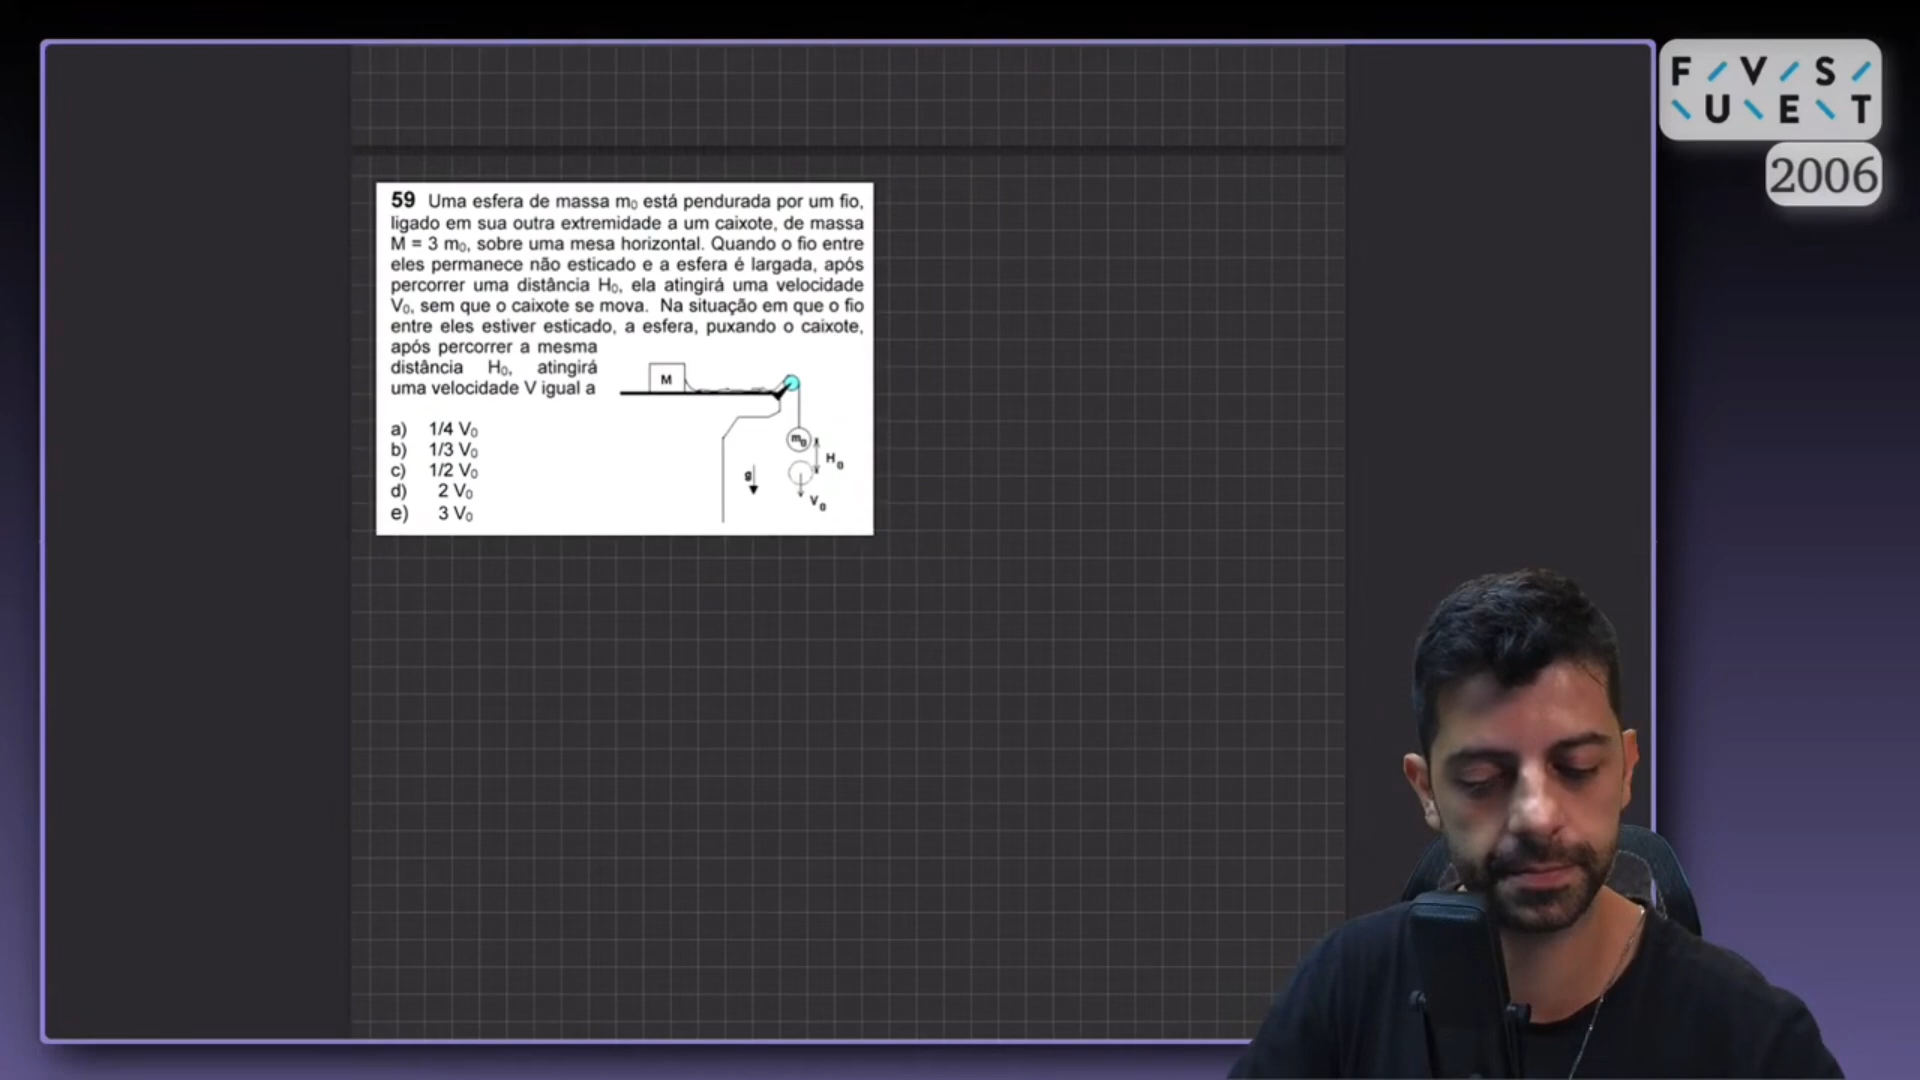 F V S
U E T
2006
59 Uma esfera de massa m₀ está pendurada por um fio,
ligado em sua outra extremidade a um caixote, de massa
M = 3 m₀, sobre uma mesa horizontal. Quando o fio entre
eles permanece não esticado e a esfera é largada, após
percorrer uma distância H₀, ela atingirá uma velocidade
V₀, sem que o caixote se mova. Na situação em que o fio
entre eles estiver esticado, a esfera, puxando o caixote,
após percorrer a mesma
distância H₀, atingirá
uma velocidade V igual a
M
m₀
H₀
g
V₀
a) 1/4 V₀
b) 1/3 V₀
c) 1/2 V₀
d) 2 V₀
e) 3 V₀